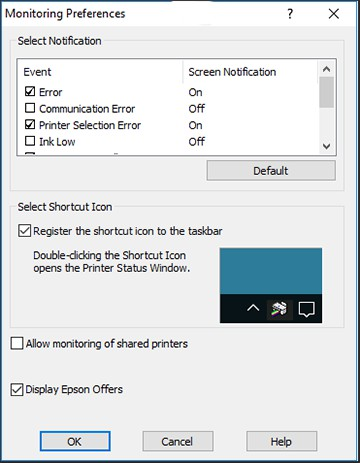 Monitoring Preferences
Select Notification
Event Screen Notification
Error On
Communication Error Off
Printer Selection Error On
Ink Low Off
Default
Select Shortcut Icon
Register the shortcut icon to the taskbar
Double-clicking the Shortcut Icon
opens the Printer Status Window.
Allow monitoring of shared printers
Display Epson Offers
OK Cancel Help